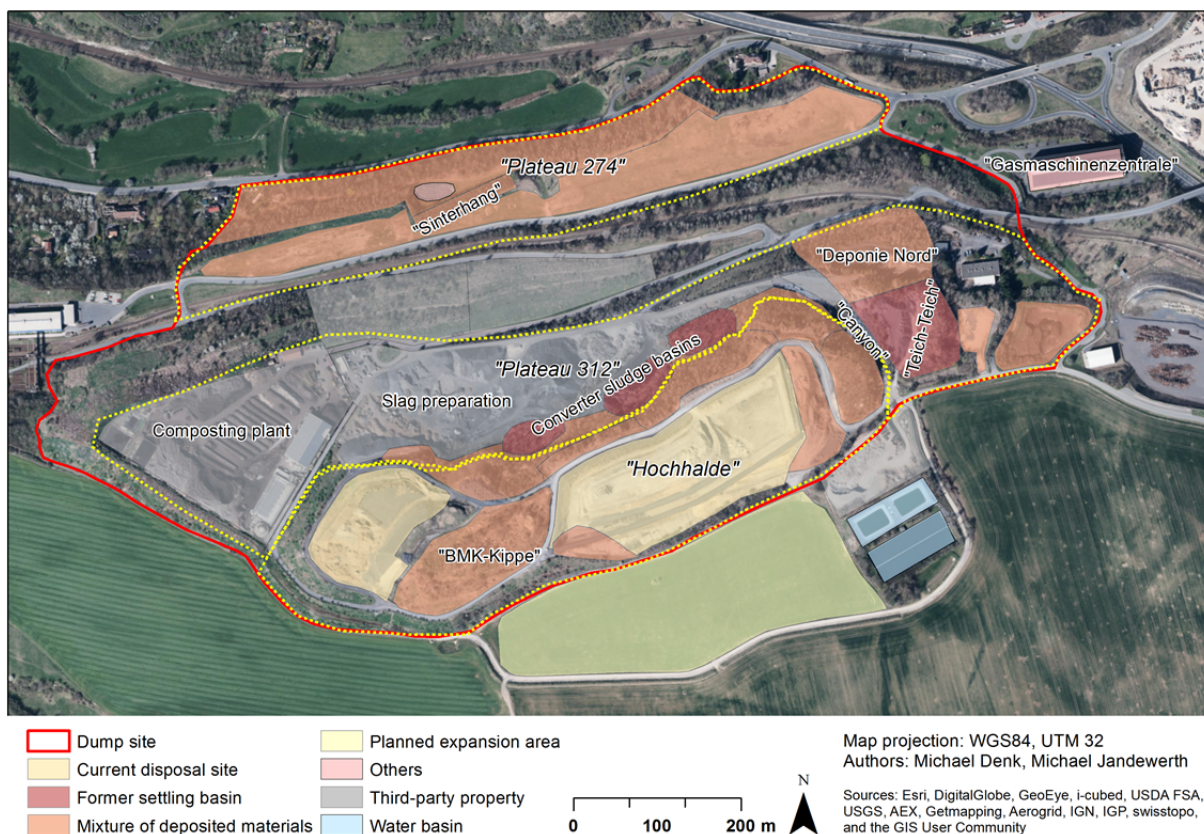 "Plateau 274"
"Gasmaschinenzentrale"
"Sinterhang"
"Deponie Nord"
"Canyon"
"Teich-Teich"
"Plateau 312"
Converter sludge basins
Slag preparation
Composting plant
"Hochhalde"
"BMK-Kippe"
Dump site
Current disposal site
Former settling basin
Mixture of deposited materials
Planned expansion area
Others
Third-party property
Water basin
N
0 100 200 m
Map projection: WGS84, UTM 32
Authors: Michael Denk, Michael Jandewerth
Sources: Esri, DigitalGlobe, GeoEye, i-cubed, USDA FSA,
USGS, AEX, Getmapping, Aerogrid, IGN, IGP, swisstopo,
and the GIS User Community